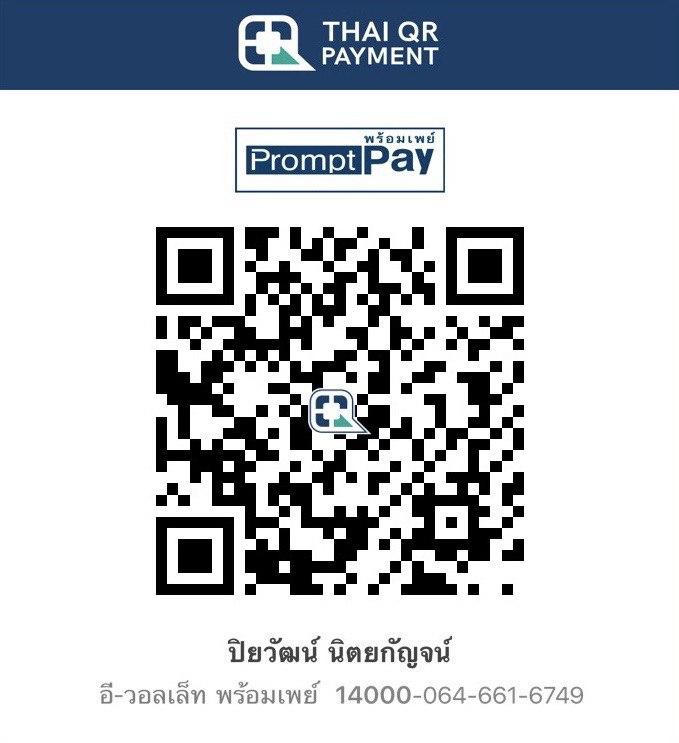 THAI QR
PAYMENT
พร้อมเพย์
PromptPay
ปิยวัฒน์ นิตยกัญจน์
อี-วอลเล็ท พร้อมเพย์ 14000-064-661-6749